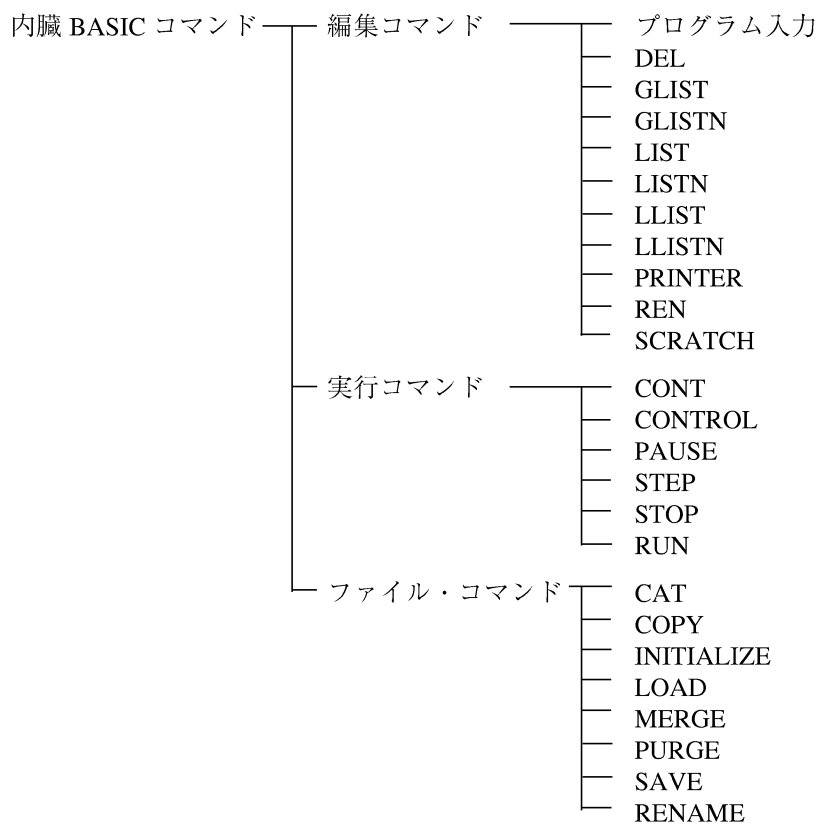 内臓 BASIC コマンド
編集コマンド
プログラム入力
DEL
GLIST
GLISTN
LIST
LISTN
LLIST
LLISTN
PRINTER
REN
SCRATCH
実行コマンド
CONT
CONTROL
PAUSE
STEP
STOP
RUN
ファイル・コマンド
CAT
COPY
INITIALIZE
LOAD
MERGE
PURGE
SAVE
RENAME